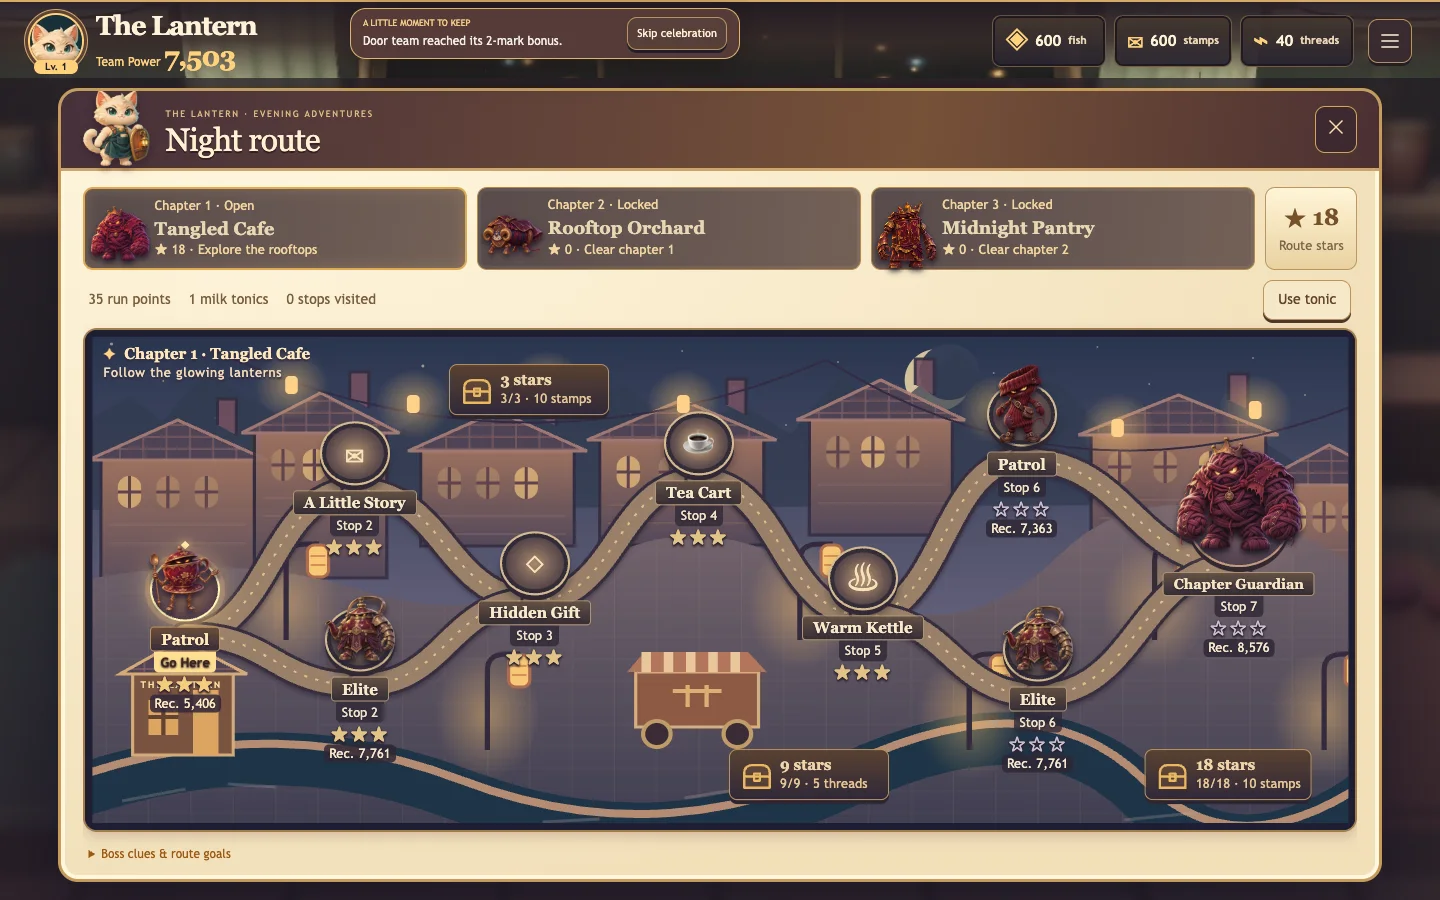 The Lantern
Team Power 7,503
Lv. 1
A LITTLE MOMENT TO KEEP
Door team reached its 2-mark bonus.
Skip celebration
600 fish
600 stamps
40 threads
THE LANTERN · EVENING ADVENTURES
Night route
Chapter 1 · Open
Tangled Cafe
★ 18 · Explore the rooftops
Chapter 2 · Locked
Rooftop Orchard
★ 0 · Clear chapter 1
Chapter 3 · Locked
Midnight Pantry
★ 0 · Clear chapter 2
★ 18
Route stars
35 run points
1 milk tonics
0 stops visited
Use tonic
Chapter 1 · Tangled Cafe
Follow the glowing lanterns
3 stars
3/3 · 10 stamps
A Little Story
Stop 2
Tea Cart
Stop 4
Patrol
Stop 6
Rec. 7,363
Chapter Guardian
Stop 7
Rec. 8,576
Hidden Gift
Stop 3
Warm Kettle
Stop 5
Patrol
Go Here
Rec. 5,406
Elite
Stop 2
Rec. 7,761
Elite
Stop 6
Rec. 7,761
9 stars
9/9 · 5 threads
18 stars
18/18 · 10 stamps
Boss clues & route goals